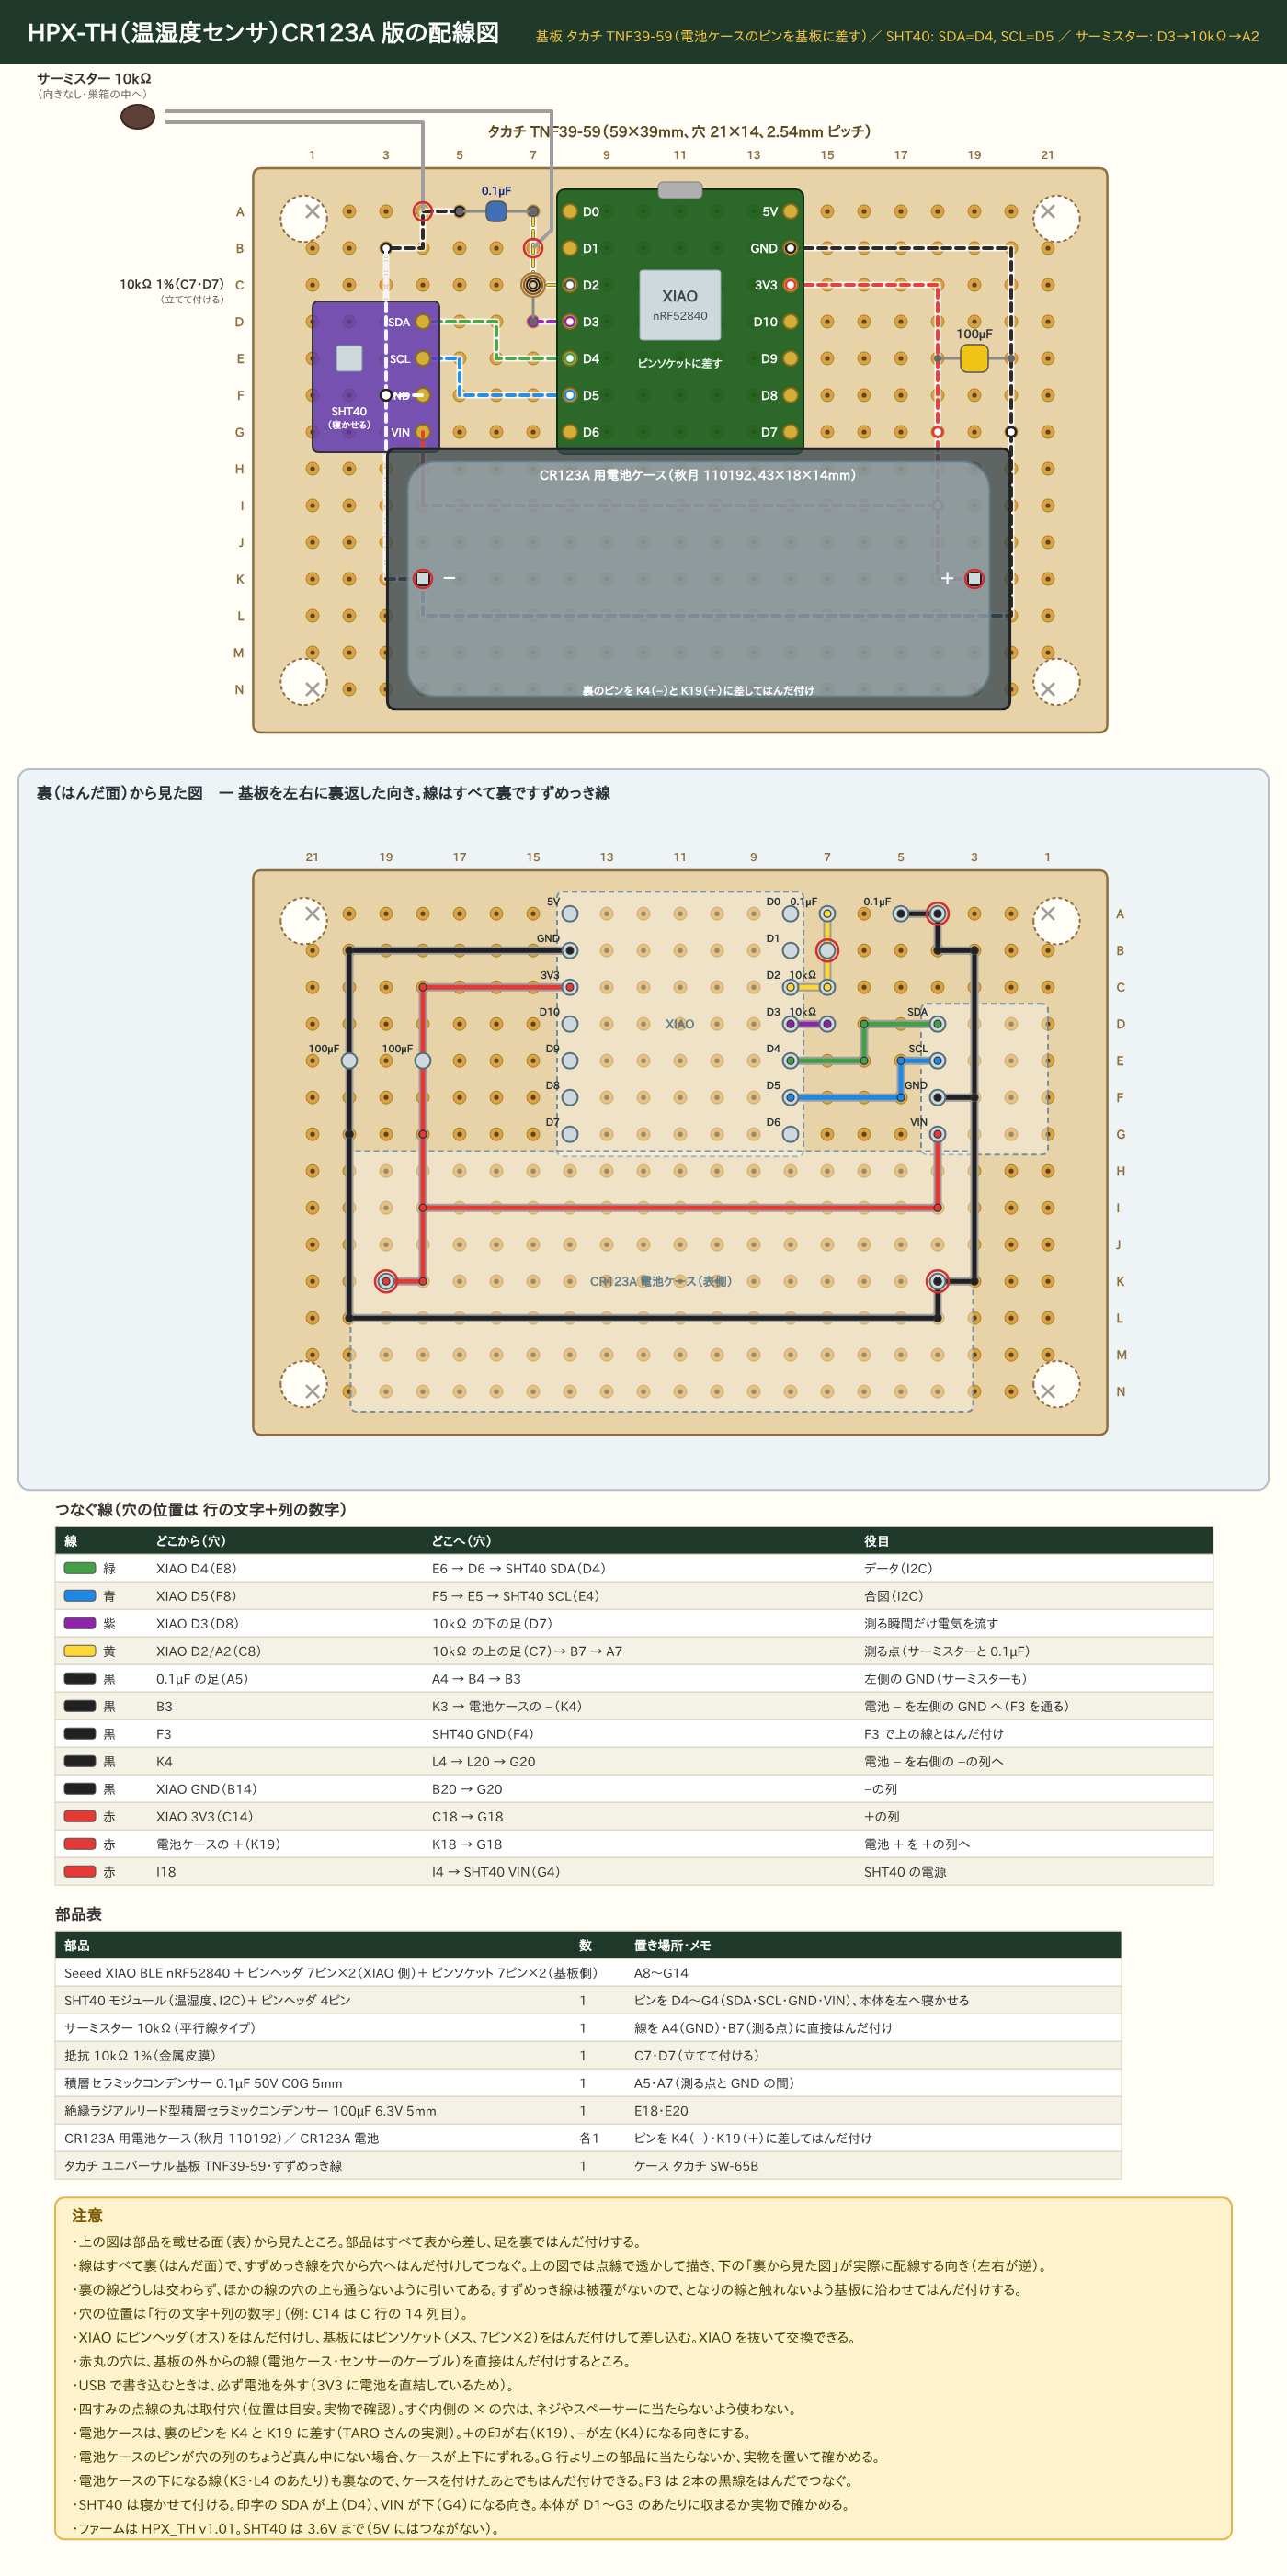 HPX-TH（温湿度センサ）CR123A 版の配線図
基板 タカチ TNF39-59（電池ケースのピンを基板に差す）／ SHT40: SDA=D4, SCL=D5 ／ サーミスター: D3→10kΩ→A2
サーミスター 10kΩ
（向きなし・巣箱の中へ）
タカチ TNF39-59（59×39mm、穴 21×14、2.54mm ピッチ）
1 3 5 7 9 11 13 15 17 19 21
0.1µF
A D0 5V
B D1 GND
10kΩ 1%（C7・D7）
（立てて付ける）
C D2 3V3
XIAO
nRF52840
D SDA D3 D10
100µF
E SCL D4 D9
ピンソケットに差す
F ND D5 D8
SHT40
（寝かせる）
G VIN D6 D7
H
CR123A 用電池ケース（秋月 110192、43×18×14mm）
I
J
K − +
L
M
N
裏のピンを K4（−）と K19（＋）に差してはんだ付け
裏（はんだ面）から見た図　— 基板を左右に裏返した向き。線はすべて裏ですずめっき線
21 19 17 15 13 11 9 7 5 3 1
5V D0 0.1µF 0.1µF A
GND D1 B
3V3 D2 10kΩ C
D10 XIAO D3 10kΩ SDA D
100µF 100µF D9 D4 SCL E
D8 D5 GND F
D7 D6 VIN G
H
I
J
CR123A 電池ケース（表側） K
L
M
N
つなぐ線（穴の位置は 行の文字＋列の数字）
線 どこから（穴） どこへ（穴） 役目
緑 XIAO D4（E8） E6 → D6 → SHT40 SDA（D4） データ（I2C）
青 XIAO D5（F8） F5 → E5 → SHT40 SCL（E4） 合図（I2C）
紫 XIAO D3（D8） 10kΩ の下の足（D7） 測る瞬間だけ電気を流す
黄 XIAO D2/A2（C8） 10kΩ の上の足（C7）→ B7 → A7 測る点（サーミスターと 0.1µF）
黒 0.1µF の足（A5） A4 → B4 → B3 左側の GND（サーミスターも）
黒 B3 K3 → 電池ケースの −（K4） 電池 − を左側の GND へ（F3 を通る）
黒 F3 SHT40 GND（F4） F3 で上の線とはんだ付け
黒 K4 L4 → L20 → G20 電池 − を右側の −の列へ
黒 XIAO GND（B14） B20 → G20 −の列
赤 XIAO 3V3（C14） C18 → G18 ＋の列
赤 電池ケースの ＋（K19） K18 → G18 電池 ＋ を ＋の列へ
赤 I18 I4 → SHT40 VIN（G4） SHT40 の電源
部品表
部品 数 置き場所・メモ
Seeed XIAO BLE nRF52840 ＋ ピンヘッダ 7ピン×2（XIAO 側）＋ ピンソケット 7ピン×2（基板側） A8〜G14
SHT40 モジュール（温湿度、I2C）＋ ピンヘッダ 4ピン 1 ピンを D4〜G4（SDA・SCL・GND・VIN）、本体を左へ寝かせる
サーミスター 10kΩ（平行線タイプ） 1 線を A4（GND）・B7（測る点）に直接はんだ付け
抵抗 10kΩ 1%（金属皮膜） 1 C7・D7（立てて付ける）
積層セラミックコンデンサー 0.1µF 50V C0G 5mm 1 A5・A7（測る点と GND の間）
絶縁ラジアルリード型積層セラミックコンデンサー 100µF 6.3V 5mm 1 E18・E20
CR123A 用電池ケース（秋月 110192）／ CR123A 電池 各1 ピンを K4（−）・K19（＋）に差してはんだ付け
タカチ ユニバーサル基板 TNF39-59・すずめっき線 1 ケース タカチ SW-65B
注意
・上の図は部品を載せる面（表）から見たところ。部品はすべて表から差し、足を裏ではんだ付けする。
・線はすべて裏（はんだ面）で、すずめっき線を穴から穴へはんだ付けしてつなぐ。上の図では点線で透かして描き、下の「裏から見た図」が実際に配線する向き（左右が逆）。
・裏の線どうしは交わらず、ほかの線の穴の上も通らないように引いてある。すずめっき線は被覆がないので、となりの線と触れないよう基板に沿わせてはんだ付けする。
・穴の位置は「行の文字＋列の数字」（例: C14 は C 行の 14 列目）。
・XIAO にピンヘッダ（オス）をはんだ付けし、基板にはピンソケット（メス、7ピン×2）をはんだ付けして差し込む。XIAO を抜いて交換できる。
・赤丸の穴は、基板の外からの線（電池ケース・センサーのケーブル）を直接はんだ付けするところ。
・USB で書き込むときは、必ず電池を外す（3V3 に電池を直結しているため）。
・四すみの点線の丸は取付穴（位置は目安。実物で確認）。すぐ内側の × の穴は、ネジやスペーサーに当たらないよう使わない。
・電池ケースは、裏のピンを K4 と K19 に差す（TARO さんの実測）。＋の印が右（K19）、−が左（K4）になる向きにする。
・電池ケースのピンが穴の列のちょうど真ん中にない場合、ケースが上下にずれる。G 行より上の部品に当たらないか、実物を置いて確かめる。
・電池ケースの下になる線（K3・L4 のあたり）も裏なので、ケースを付けたあとでもはんだ付けできる。F3 は 2本の黒線をはんだでつなぐ。
・SHT40 は寝かせて付ける。印字の SDA が上（D4）、VIN が下（G4）になる向き。本体が D1〜G3 のあたりに収まるか実物で確かめる。
・ファームは HPX_TH v1.01。SHT40 は 3.6V まで（5V にはつながない）。